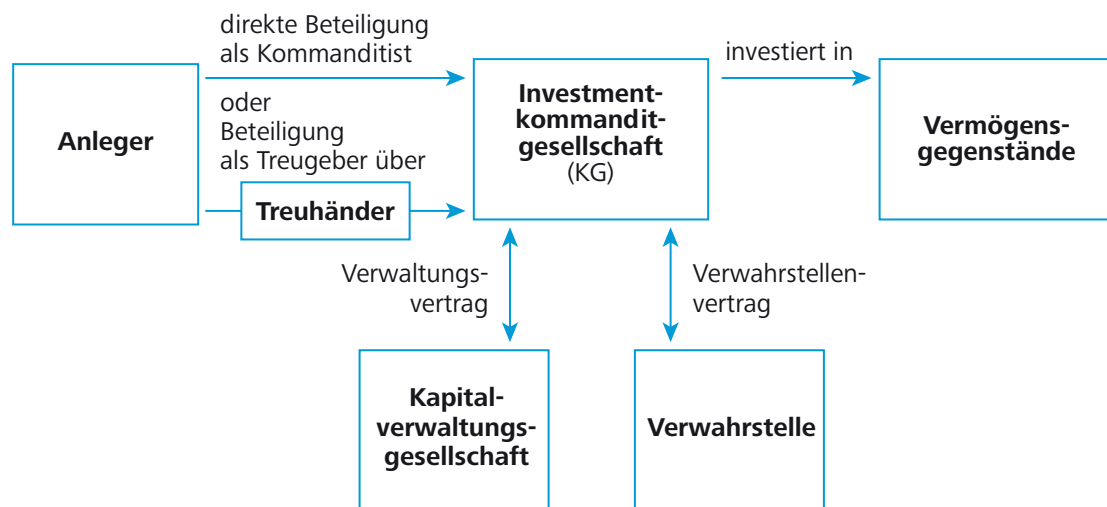 direkte Beteiligung
als Kommanditist
oder
Beteiligung
als Treugeber über
Anleger
Treuhänder
Investment-
kommandit-
gesellschaft
(KG)
investiert in
Vermögens-
gegenstände
Verwaltungs-
vertrag
Verwahrstellen-
vertrag
Kapital-
verwaltungs-
gesellschaft
Verwahrstelle